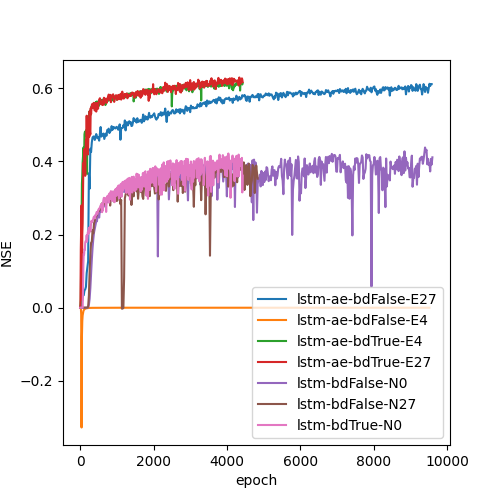 0.6
0.4
0.2
0.0
−0.2
NSE
0
2000
4000
6000
8000
10000
epoch
lstm-ae-bdFalse-E27
lstm-ae-bdFalse-E4
lstm-ae-bdTrue-E4
lstm-ae-bdTrue-E27
lstm-bdFalse-N0
lstm-bdFalse-N27
lstm-bdTrue-N0